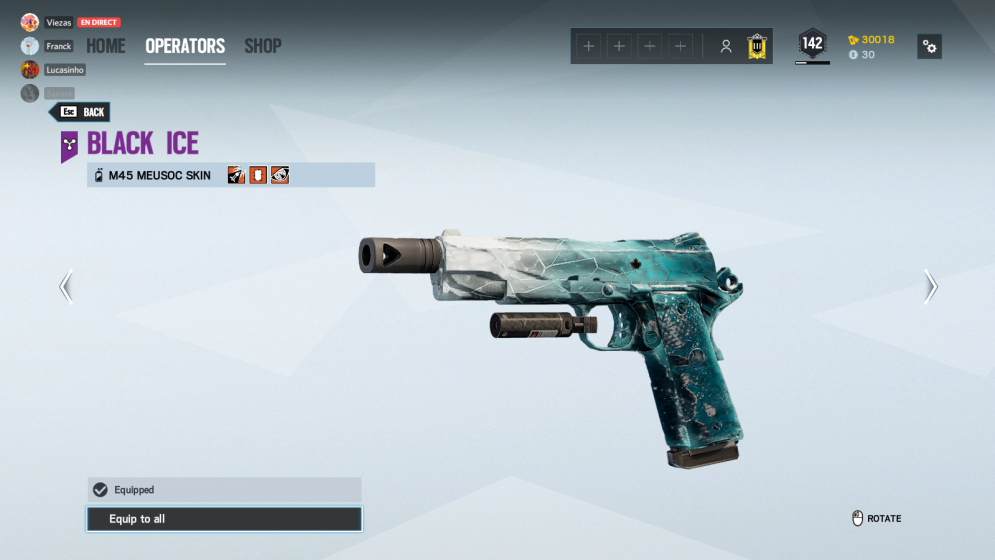 Viezas EN DIRECT
Franck
HOME OPERATORS SHOP
142
30018
30
Lucasinho
Esc BACK
BLACK ICE
M45 MEUSOC SKIN
Equipped
Equip to all
ROTATE